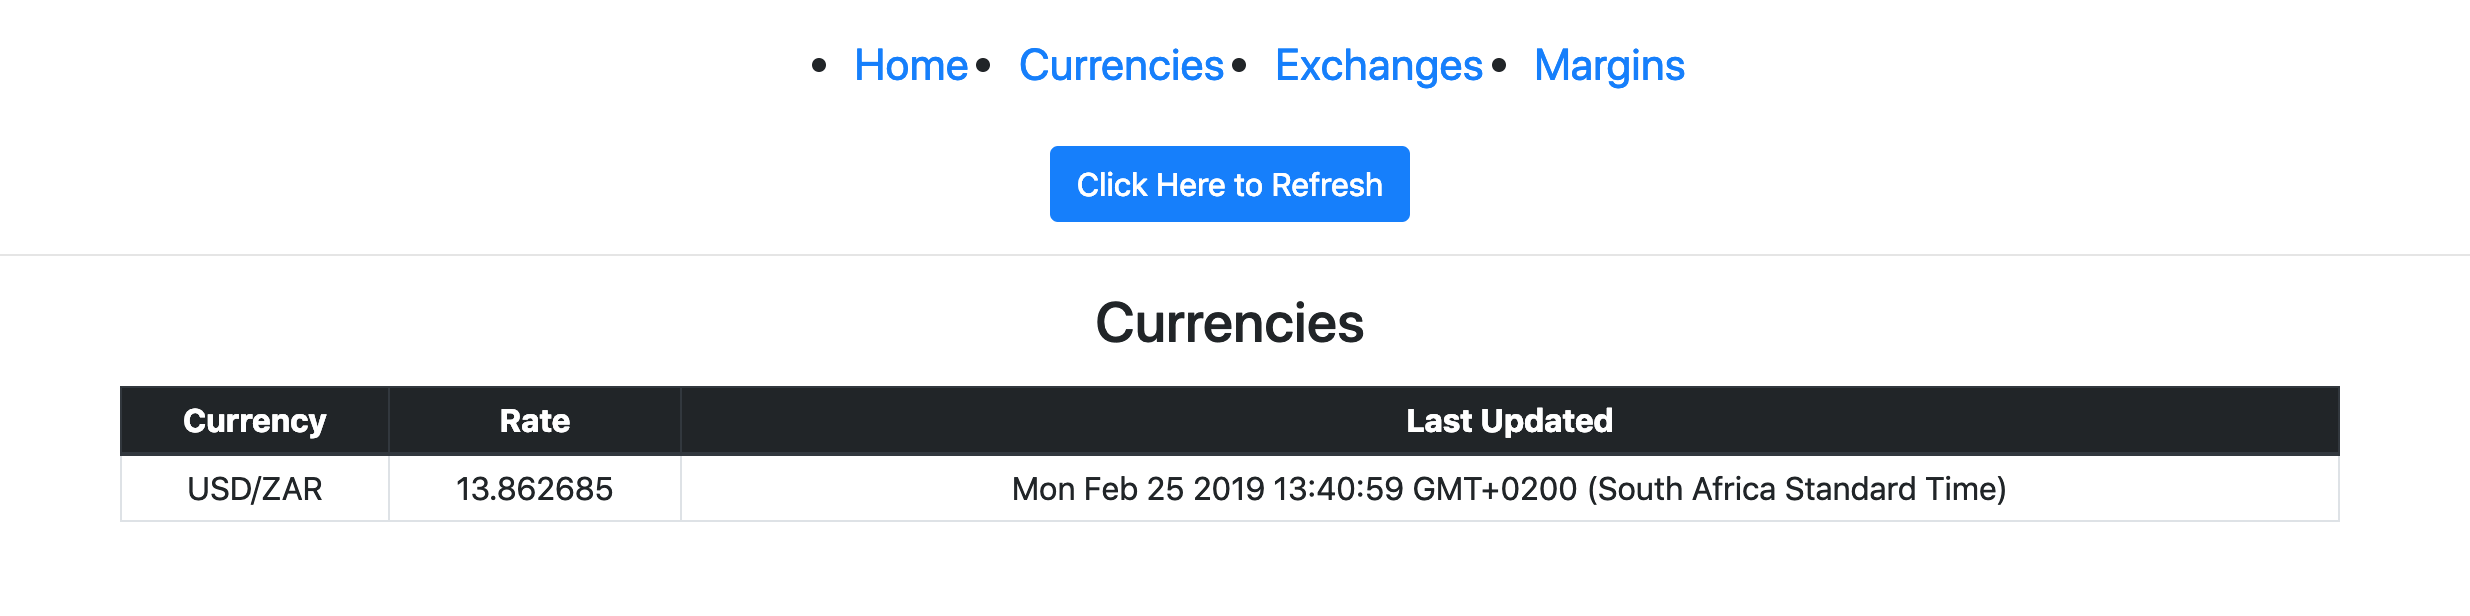 • Home • Currencies • Exchanges • Margins
Click Here to Refresh
Currencies
Currency Rate Last Updated
USD/ZAR 13.862685 Mon Feb 25 2019 13:40:59 GMT+0200 (South Africa Standard Time)